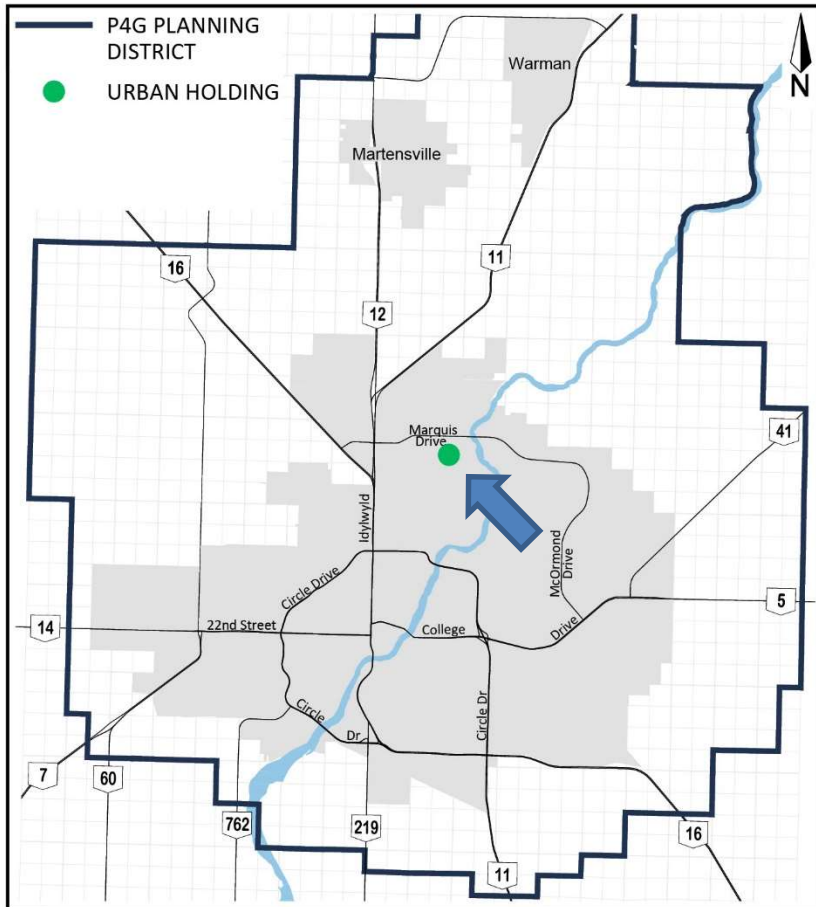 P4G PLANNING
DISTRICT
URBAN HOLDING
N
Warman
Martensville
11
16
12
Marquis
Drive
41
Idylwyld
McOrmond
Drive
Circle Drive
5
14
22nd Street
College
Drive
Circle
Dr
Circle Dr
7
60
762
219
16
11